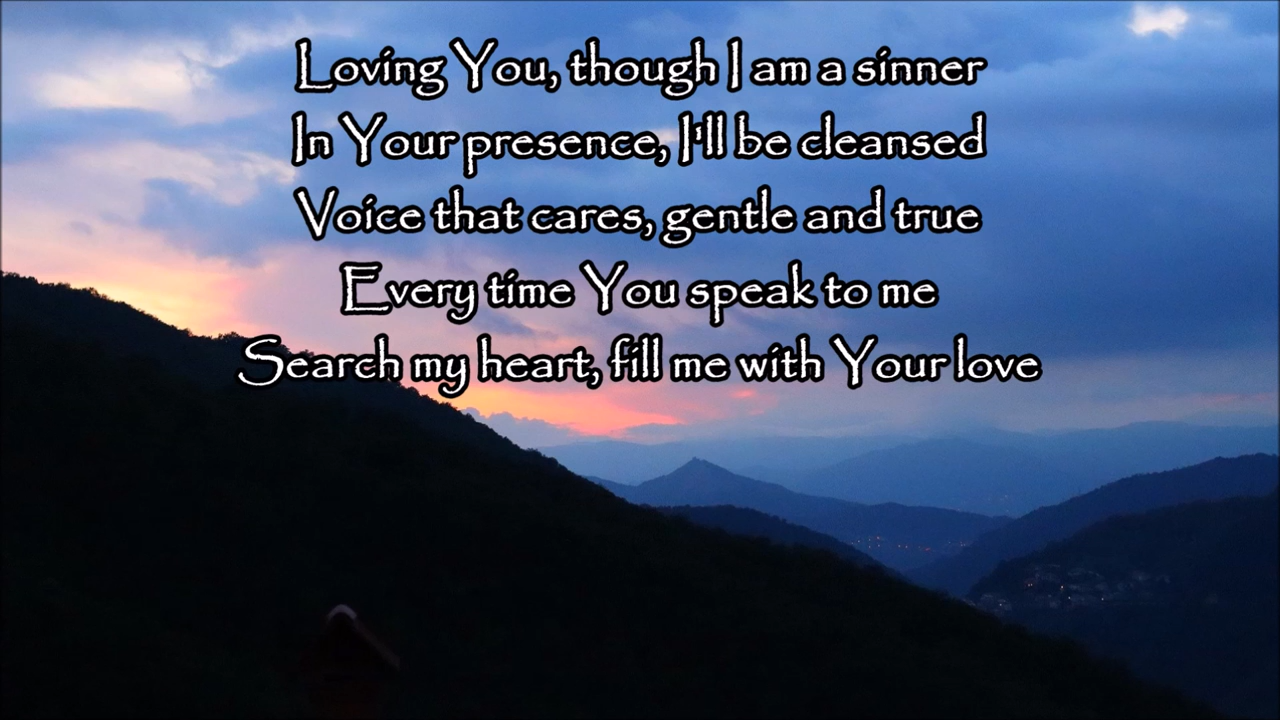 Loving You, though I am a sinner
In Your presence, I'll be cleansed
Voice that cares, gentle and true
Every time You speak to me
Search my heart, fill me with Your love